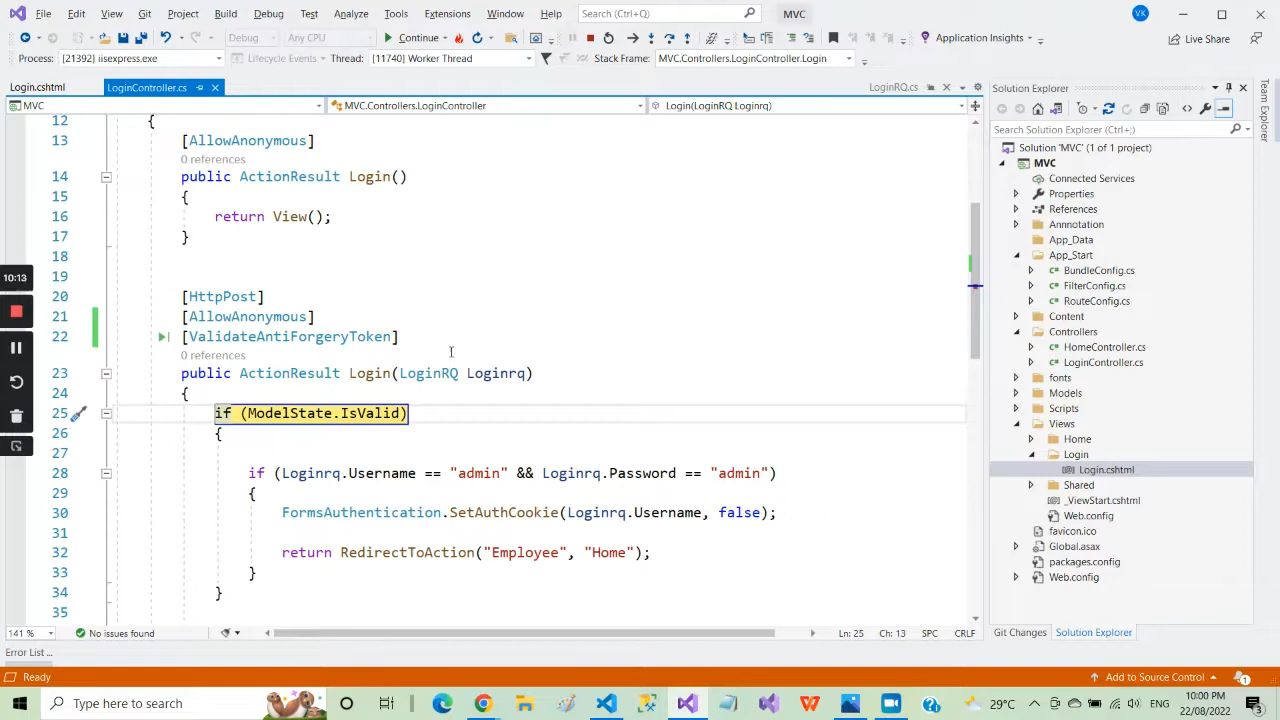 File Edit View Git Project Build Debug Test Analyze Tools Extensions Window Help Search (Ctrl+Q) MVC VK
Debug Any CPU Continue Application Insights Live Share
Process: [21392] iisexpress.exe Lifecycle Events Thread: [11740] Worker Thread Stack Frame: MVC.Controllers.LoginController.Login
Login.cshtml LoginController.cs LoginRQ.cs
MVC MVC.Controllers.LoginController Login(LoginRQ Loginrq)
12 {
13 [AllowAnonymous]
0 references
14 public ActionResult Login()
15 {
16 return View();
17 }
18
19
20 [HttpPost]
21 [AllowAnonymous]
22 [ValidateAntiForgeryToken]
0 references
23 public ActionResult Login(LoginRQ Loginrq)
24 {
25 if (ModelState.IsValid)
26 {
27
28 if (Loginrq.Username == "admin" && Loginrq.Password == "admin")
29 {
30 FormsAuthentication.SetAuthCookie(Loginrq.Username, false);
31
32 return RedirectToAction("Employee", "Home");
33 }
34 }
35
10:13
141 % No issues found Ln: 25 Ch: 13 SPC CRLF
Error List ...
Solution Explorer
Search Solution Explorer (Ctrl+;)
Solution 'MVC' (1 of 1 project)
MVC
Connected Services
Properties
References
Annotation
App_Data
App_Start
BundleConfig.cs
FilterConfig.cs
RouteConfig.cs
Content
Controllers
HomeController.cs
LoginController.cs
fonts
Models
Scripts
Views
Home
Login
Login.cshtml
Shared
_ViewStart.cshtml
Web.config
favicon.ico
Global.asax
packages.config
Web.config
Git Changes Solution Explorer
Team Explorer
Ready Add to Source Control 1
Type here to search 29°C ENG 10:00 PM
22/08/2022 3